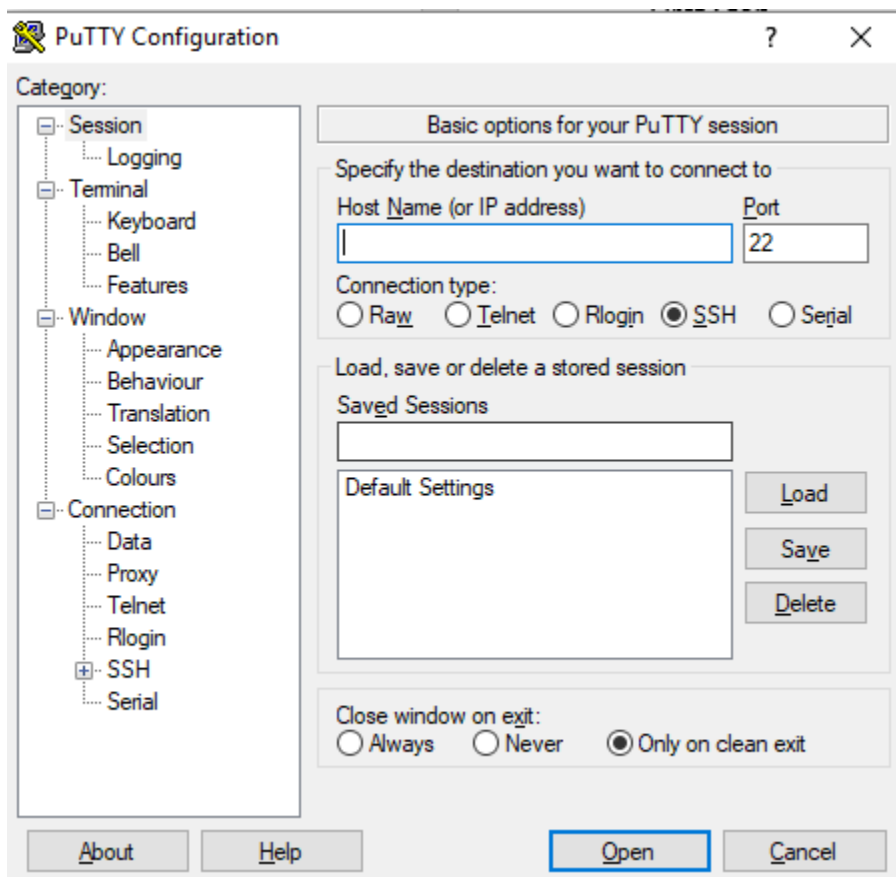 PuTTY Configuration
?
Category:
Session
Logging
Terminal
Keyboard
Bell
Features
Window
Appearance
Behaviour
Translation
Selection
Colours
Connection
Data
Proxy
Telnet
Rlogin
SSH
Serial
Basic options for your PuTTY session
Specify the destination you want to connect to
Host Name (or IP address) Port
22
Connection type:
Raw Telnet Rlogin SSH Serial
Load, save or delete a stored session
Saved Sessions
Default Settings
Load
Save
Delete
Close window on exit:
Always Never Only on clean exit
About Help Open Cancel